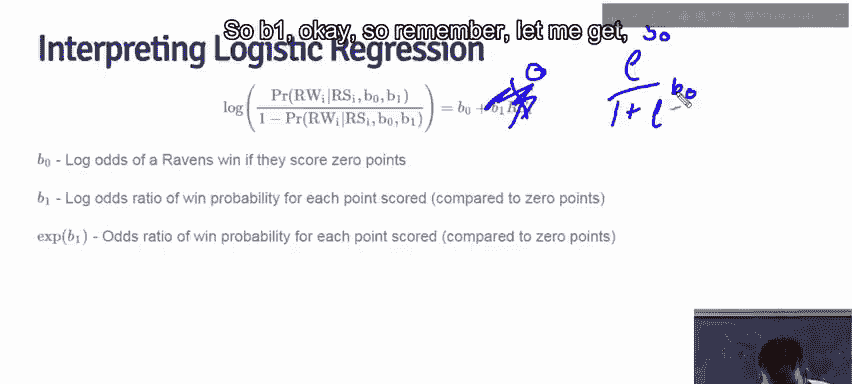 So b1, okay, so remember, let me get,
Interpreting Logistic Regression
log(Pr(RWi|RSi, b0, b1) / 1 − Pr(RWi|RSi, b0, b1)) = b0 + b1
0
e^b0
1 + e^b0
b0 - Log odds of a Ravens win if they score zero points
b1 - Log odds ratio of win probability for each point scored (compared to zero points)
exp(b1) - Odds ratio of win probability for each point scored (compared to zero points)